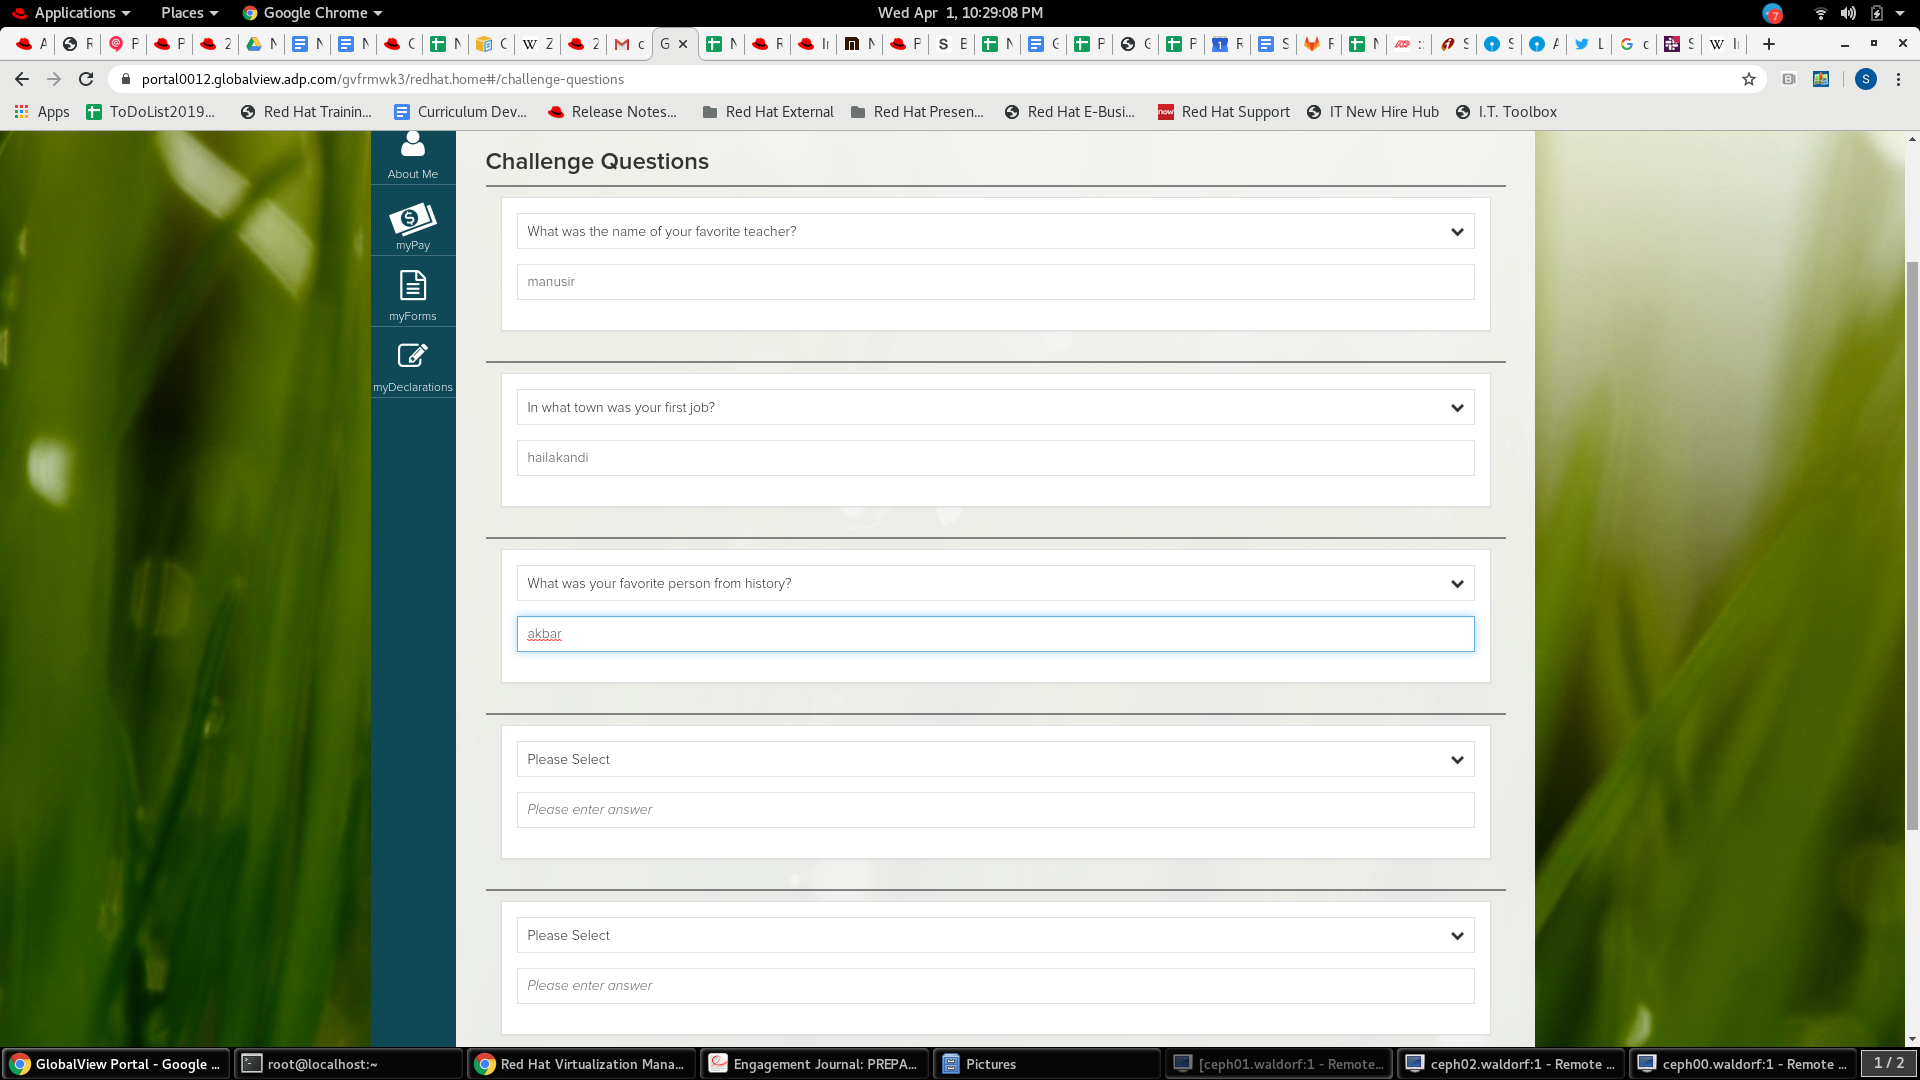 Applications Places Google Chrome Wed Apr 1, 10:29:08 PM 7
portal0012.globalview.adp.com/gvfrmwk3/redhat.home#/challenge-questions S
Apps ToDoList2019... Red Hat Trainin... Curriculum Dev... Release Notes... Red Hat External Red Hat Presen... Red Hat E-Busi... now Red Hat Support IT New Hire Hub I.T. Toolbox
About Me
myPay
myForms
myDeclarations
Challenge Questions
What was the name of your favorite teacher?
manusir
In what town was your first job?
hailakandi
What was your favorite person from history?
akbar
Please Select
Please enter answer
Please Select
Please enter answer
GlobalView Portal - Google ... root@localhost:~ Red Hat Virtualization Mana... Engagement Journal: PREPA... Pictures [ceph01.waldorf:1 - Remote... ceph02.waldorf:1 - Remote ... ceph00.waldorf:1 - Remote ... 1 / 2